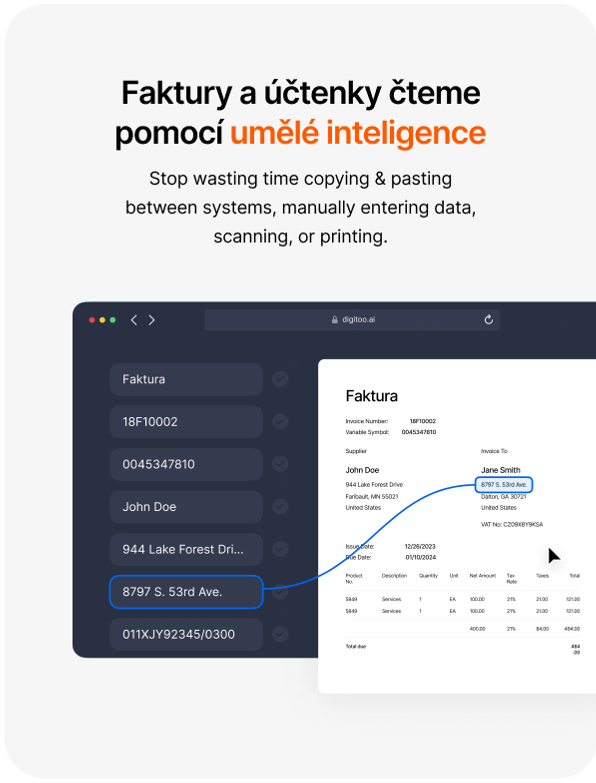 Faktury a účtenky čteme
pomocí umělé inteligence
Stop wasting time copying & pasting
between systems, manually entering data,
scanning, or printing.
digitoo.ai
Faktura
18F10002
0045347810
John Doe
944 Lake Forest Dri...
8797 S. 53rd Ave.
011XJY92345/0300
Faktura
Invoice Number: 18F10002
Variable Symbol: 0045347810
Supplier Invoice To
John Doe Jane Smith
944 Lake Forest Drive 8797 S. 53rd Ave.
Faribault, MN 55021 Dalton, GA 30721
United States United States
VAT No: CZ09X8Y9KSA
Issue Date: 12/26/2023
Due Date: 01/10/2024
Product Description Quantity Unit Net Amount Tax Taxes Total
No. Rate
5849 Services 1 EA 100.00 21% 21.00 121.00
5849 Services 1 EA 100.00 21% 21.00 121.00
400.00 21% 84.00 484.00
Total due 484
.00